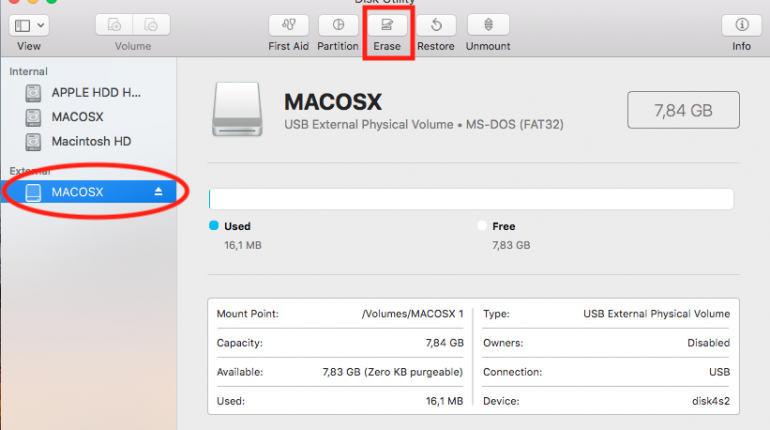 Disk Utility
View
Volume
First Aid
Partition
Erase
Restore
Unmount
Info
Internal
APPLE HDD H...
MACOSX
Macintosh HD
External
MACOSX
MACOSX
USB External Physical Volume • MS-DOS (FAT32)
7,84 GB
Used
16,1 MB
Free
7,83 GB
Mount Point: /Volumes/MACOSX 1
Capacity: 7,84 GB
Available: 7,83 GB (Zero KB purgeable)
Used: 16,1 MB
Type: USB External Physical Volume
Owners: Disabled
Connection: USB
Device: disk4s2